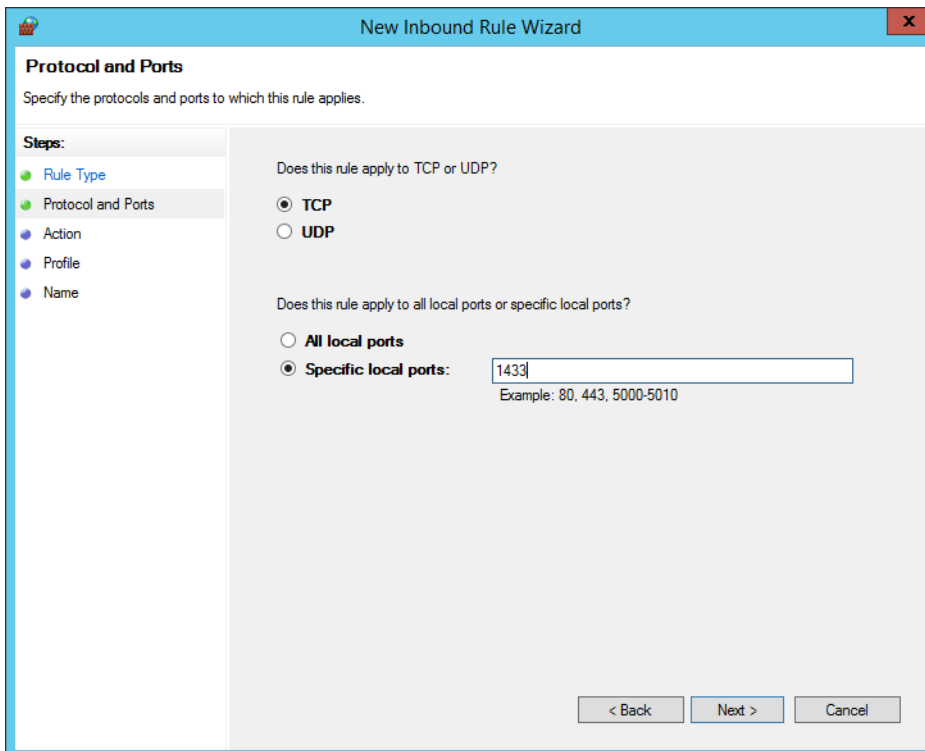 New Inbound Rule Wizard
x
Protocol and Ports
Specify the protocols and ports to which this rule applies.
Steps:
Rule Type
Protocol and Ports
Action
Profile
Name
Does this rule apply to TCP or UDP?
TCP
UDP
Does this rule apply to all local ports or specific local ports?
All local ports
Specific local ports:
1433
Example: 80, 443, 5000-5010
< Back
Next >
Cancel